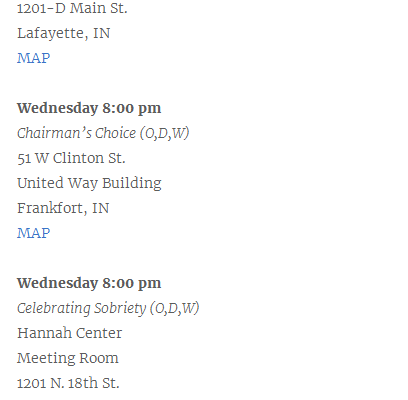 1201-D Main St.
Lafayette, IN
MAP
Wednesday 8:00 pm
Chairman’s Choice (O,D,W)
51 W Clinton St.
United Way Building
Frankfort, IN
MAP
Wednesday 8:00 pm
Celebrating Sobriety (O,D,W)
Hannah Center
Meeting Room
1201 N. 18th St.